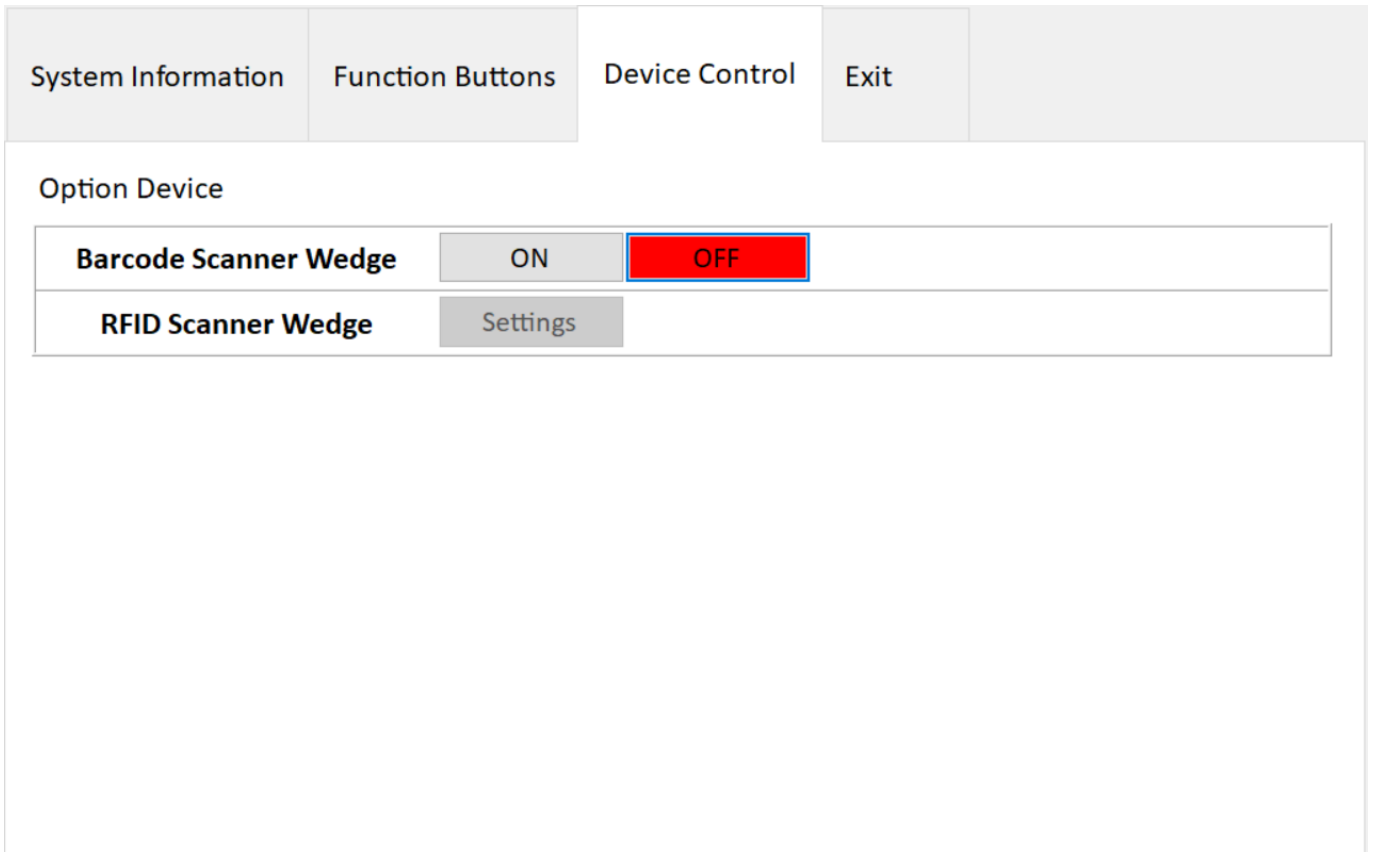 System Information Function Buttons Device Control Exit
Option Device
Barcode Scanner Wedge ON OFF
RFID Scanner Wedge Settings